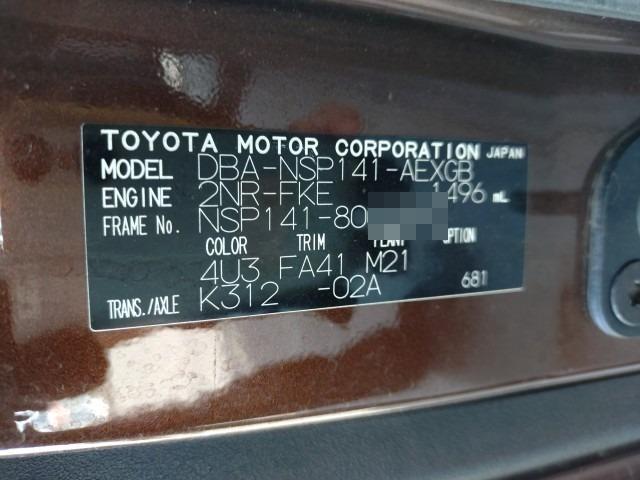 TOYOTA MOTOR CORPORATION JAPAN
MODEL DBA-NSP141-AEXGB
ENGINE 2NR-FKE 1496 mL
FRAME No. NSP141-80
COLOR TRIM PLANT OPTION
4U3 FA41 M21 681
TRANS./AXLE K312 -02A